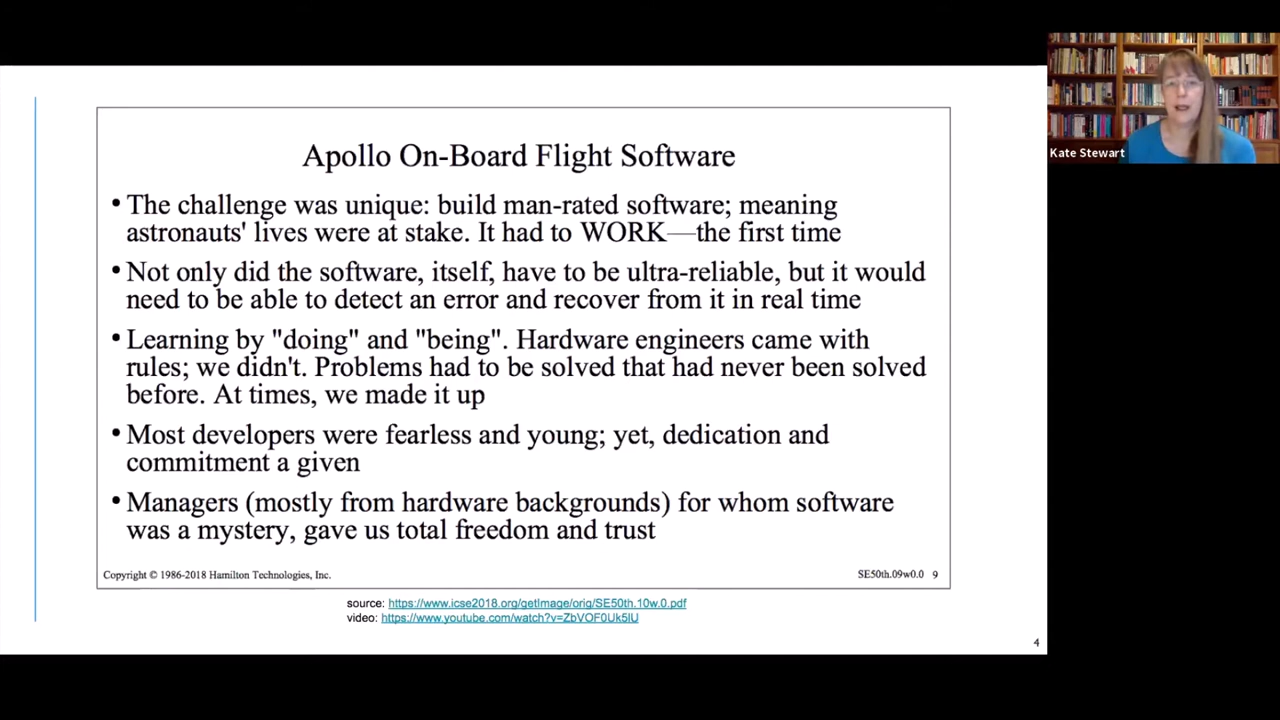 Apollo On-Board Flight Software
• The challenge was unique: build man-rated software; meaning
astronauts' lives were at stake. It had to WORK—the first time
• Not only did the software, itself, have to be ultra-reliable, but it would
need to be able to detect an error and recover from it in real time
• Learning by "doing" and "being". Hardware engineers came with
rules; we didn't. Problems had to be solved that had never been solved
before. At times, we made it up
• Most developers were fearless and young; yet, dedication and
commitment a given
• Managers (mostly from hardware backgrounds) for whom software
was a mystery, gave us total freedom and trust
Copyright © 1986-2018 Hamilton Technologies, Inc.
SE50th.09w0.0 9
source: https://www.icse2018.org/getImage/orig/SE50th.10w.0.pdf
video: https://www.youtube.com/watch?v=ZbVOF0Uk5lU
4
Kate Stewart